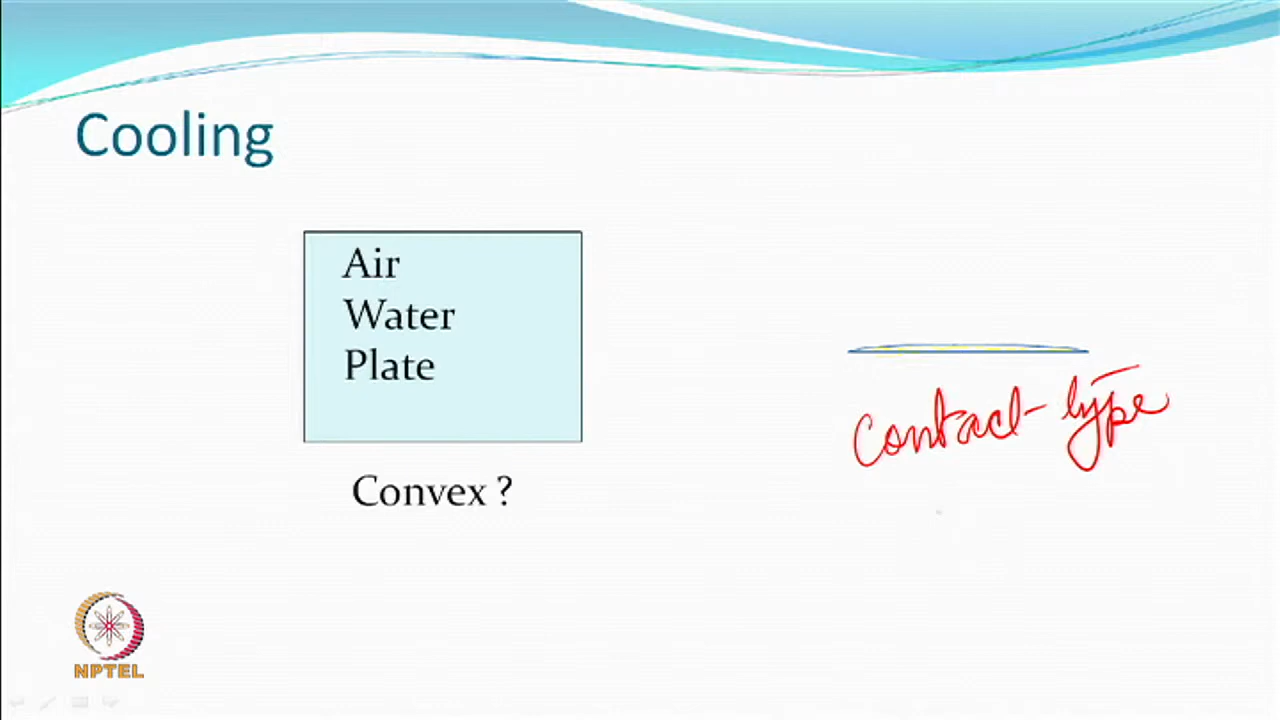 Cooling
Air
Water
Plate
Contact-type
Convex ?
NPTEL